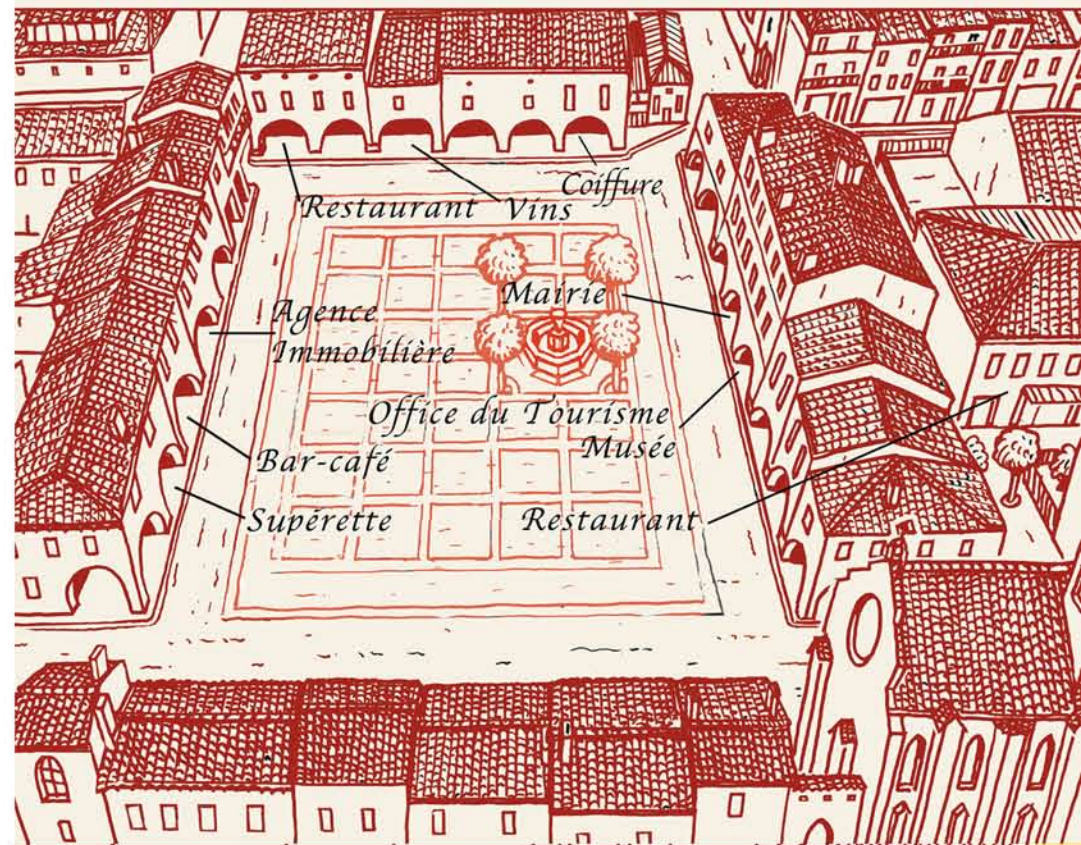 Coiffure
Restaurant
Vins
Mairie
Agence
Immobilière
Office du Tourisme
Musée
Bar-café
Supérette
Restaurant